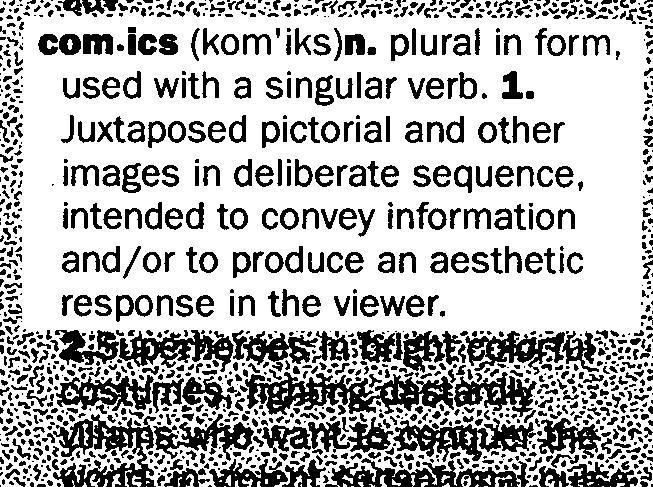 com·ics (kom'iks)n. plural in form,
used with a singular verb. 1.
Juxtaposed pictorial and other
images in deliberate sequence,
intended to convey information
and/or to produce an aesthetic
response in the viewer.
2. Superheroes in bright colorful
costumes, fighting dastardly
villains who want to conquer the
world, in violent sensational pulse